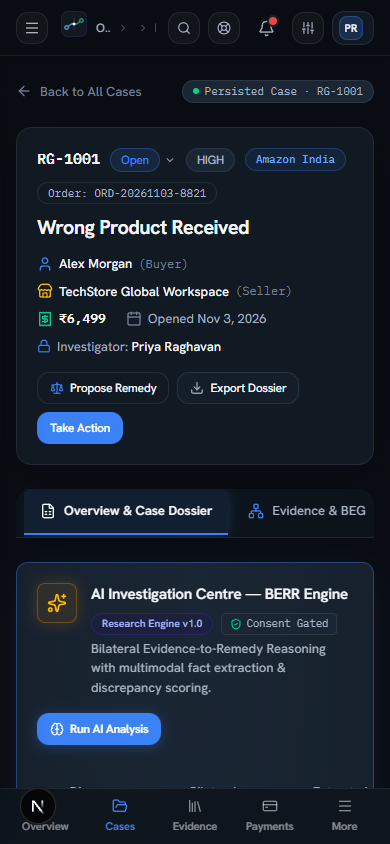 O..
PR
Back to All Cases
Persisted Case · RG-1001
RG-1001 Open HIGH Amazon India
Order: ORD-20261103-8821
Wrong Product Received
Alex Morgan (Buyer)
TechStore Global Workspace (Seller)
₹6,499 Opened Nov 3, 2026
Investigator: Priya Raghavan
Propose Remedy Export Dossier
Take Action
Overview & Case Dossier Evidence & BEG
AI Investigation Centre — BERR Engine
Research Engine v1.0 Consent Gated
Bilateral Evidence-to-Remedy Reasoning
with multimodal fact extraction &
discrepancy scoring.
Run AI Analysis
N
Overview Cases Evidence Payments More